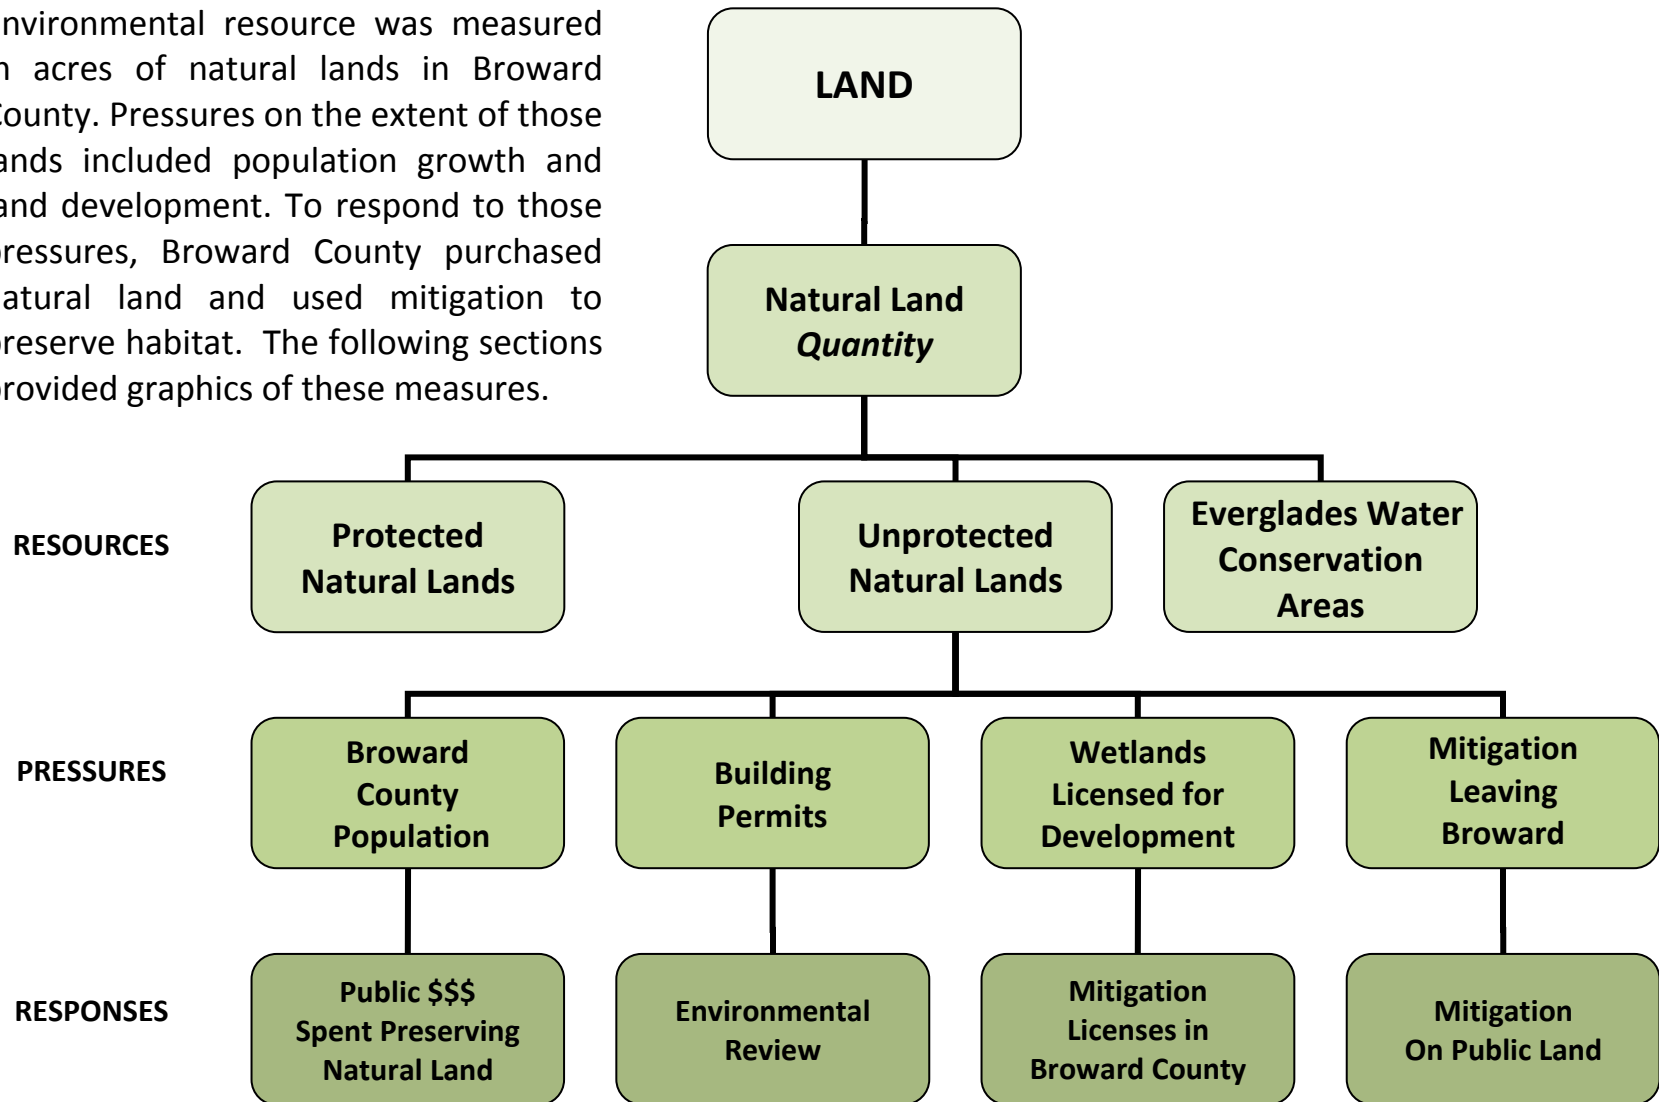 nvironmental resource was measured
n acres of natural lands in Broward
County. Pressures on the extent of those
ands included population growth and
and development. To respond to those
pressures, Broward County purchased
natural land and used mitigation to
preserve habitat. The following sections
provided graphics of these measures.
LAND
Natural Land
Quantity
RESOURCES
Protected
Natural Lands
Unprotected
Natural Lands
Everglades Water
Conservation
Areas
PRESSURES
Broward
County
Population
Building
Permits
Wetlands
Licensed for
Development
Mitigation
Leaving
Broward
RESPONSES
Public $$$
Spent Preserving
Natural Land
Environmental
Review
Mitigation
Licenses in
Broward County
Mitigation
On Public Land